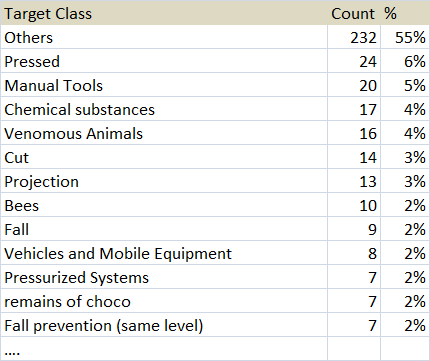 Target Class Count %
Others 232 55%
Pressed 24 6%
Manual Tools 20 5%
Chemical substances 17 4%
Venomous Animals 16 4%
Cut 14 3%
Projection 13 3%
Bees 10 2%
Fall 9 2%
Vehicles and Mobile Equipment 8 2%
Pressurized Systems 7 2%
remains of choco 7 2%
Fall prevention (same level) 7 2%
....